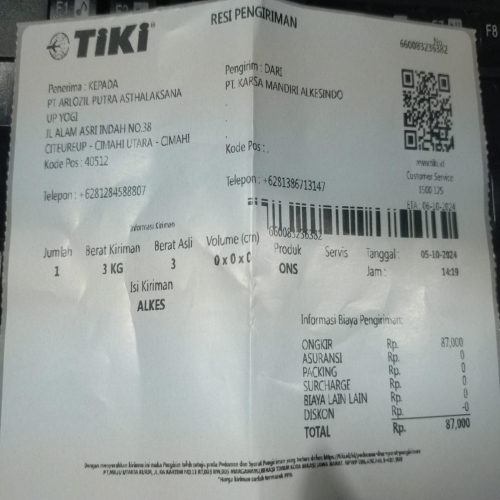 TiKi
RESI PENGIRIMAN
No.
660083236382
Penerima : KEPADA
PT ARLOZIL PUTRA ASTHALAKSANA
UP YOGI
JL ALAM ASRI INDAH NO.38
CITEUREUP - CIMAHI UTARA - CIMAHI
Kode Pos : 40512
Telepon : +6281284588807
Pengirim : DARI
PT. KARSA MANDIRI ALKESINDO
Kode Pos : .
Telepon : +6281386713147
www.tiki.id
Customer Service
1500 125
ETA 06-10-2024
660083236382
Informasi Kiriman
Jumlah Berat Kiriman Berat Asli Volume (cm) Produk Servis Tanggal : 05-10-2024
1 3 KG 3 0 x 0 x 0 ONS Jam : 14:19
Isi Kiriman
ALKES
Informasi Biaya Pengiriman:
ONGKIR Rp. 87,000
ASURANSI Rp. 0
PACKING Rp. 0
SURCHARGE Rp. 0
BIAYA LAIN LAIN Rp. 0
DISKON Rp. -0
TOTAL Rp. 87,000
F8